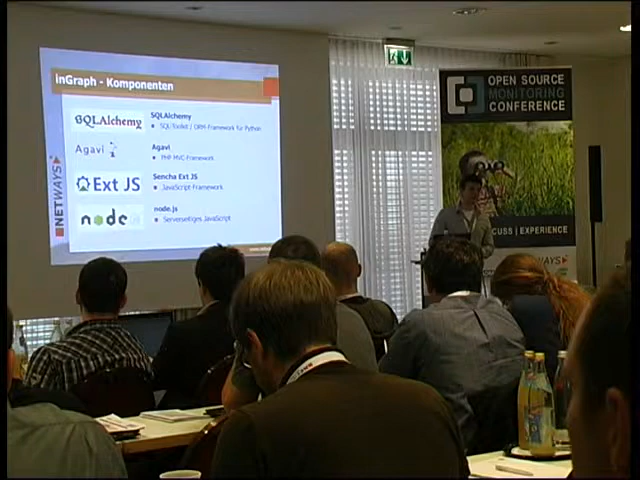 inGraph - Komponenten
SQLAlchemy
SQLAlchemy
SQL-Toolkit / ORM-Framework für Python
Agavi
Agavi
PHP MVC-Framework
Ext JS
Sencha Ext JS
JavaScript-Framework
node
node.js
Serverseitiges JavaScript
NETWAYS
OPEN SOURCE
MONITORING
CONFERENCE
CUSS | EXPERIENCE
NETWAYS